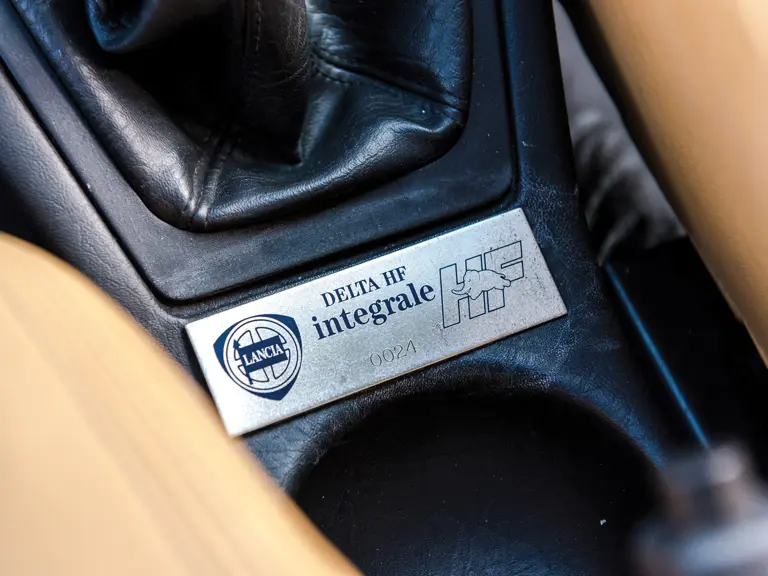 LANCIA
DELTA HF
integrale
0024
HF